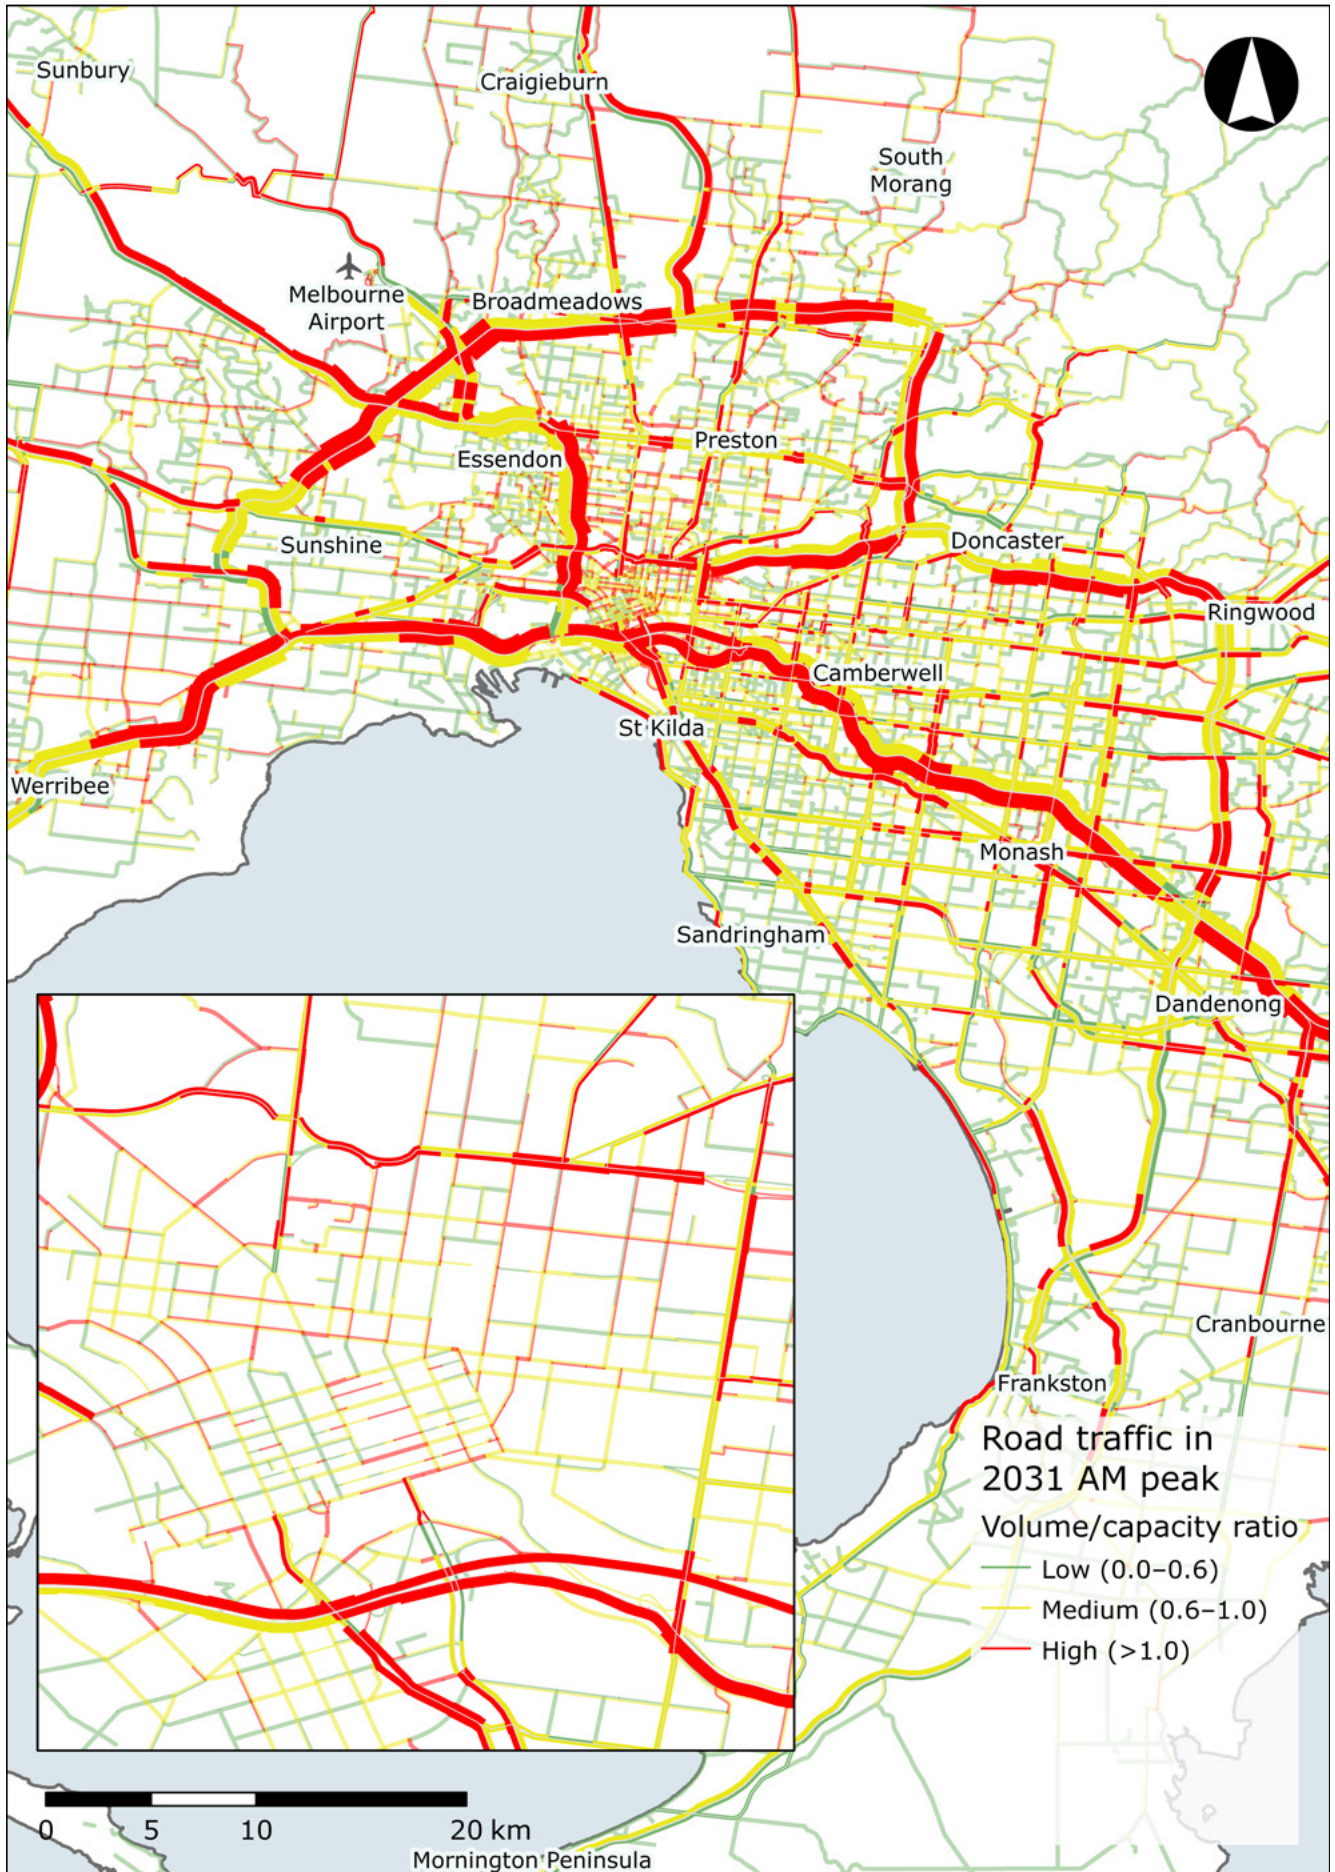 Sunbury
Craigieburn
South
Morang
Melbourne
Airport
Broadmeadows
Preston
Essendon
Sunshine
Doncaster
Ringwood
Camberwell
St Kilda
Werribee
Monash
Sandringham
Dandenong
Cranbourne
Frankston
Road traffic in
2031 AM peak
Volume/capacity ratio
Low (0.0–0.6)
Medium (0.6–1.0)
High (>1.0)
0 5 10 20 km
Mornington Peninsula